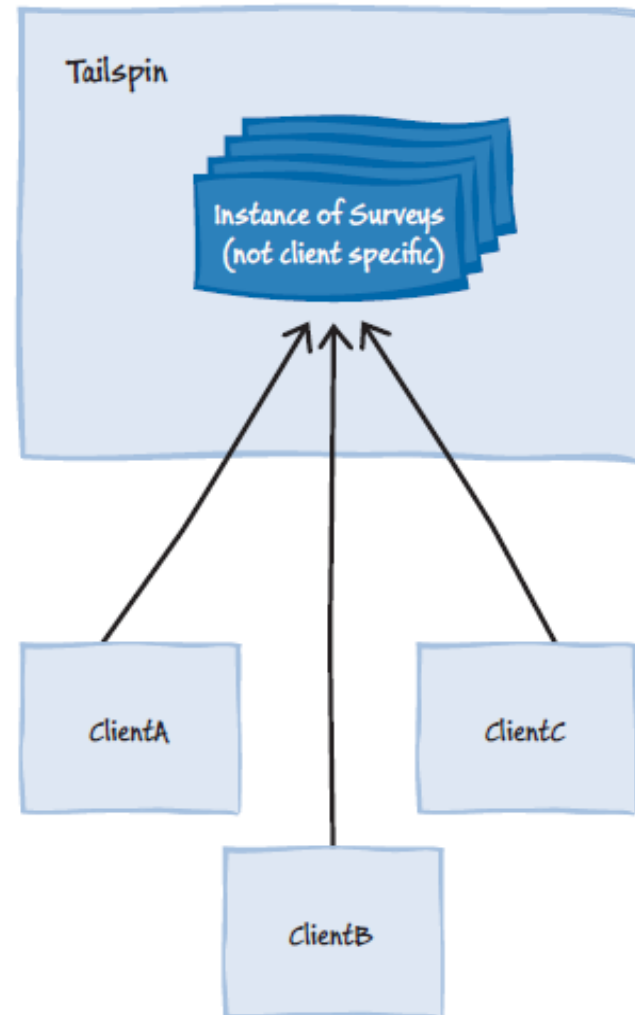 Tailspin
Instance of Surveys
(not client specific)
ClientA
ClientC
ClientB